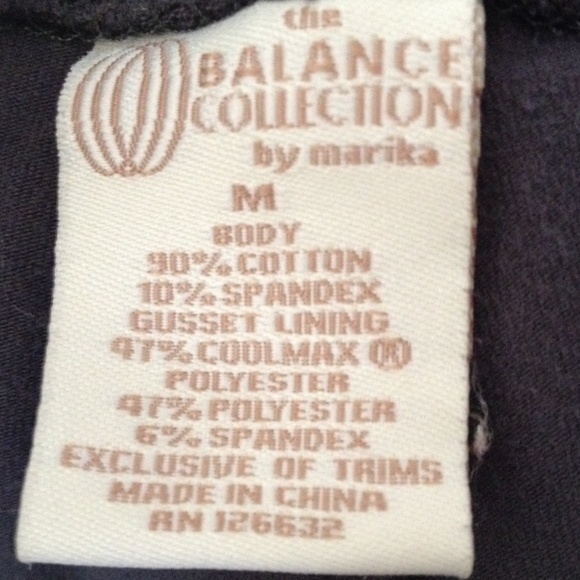 the
BALANCE
COLLECTION
by marika
M
BODY
90% COTTON
10% SPANDEX
GUSSET LINING
47% COOLMAX ®
POLYESTER
47% POLYESTER
6% SPANDEX
EXCLUSIVE OF TRIMS
MADE IN CHINA
RN 126632